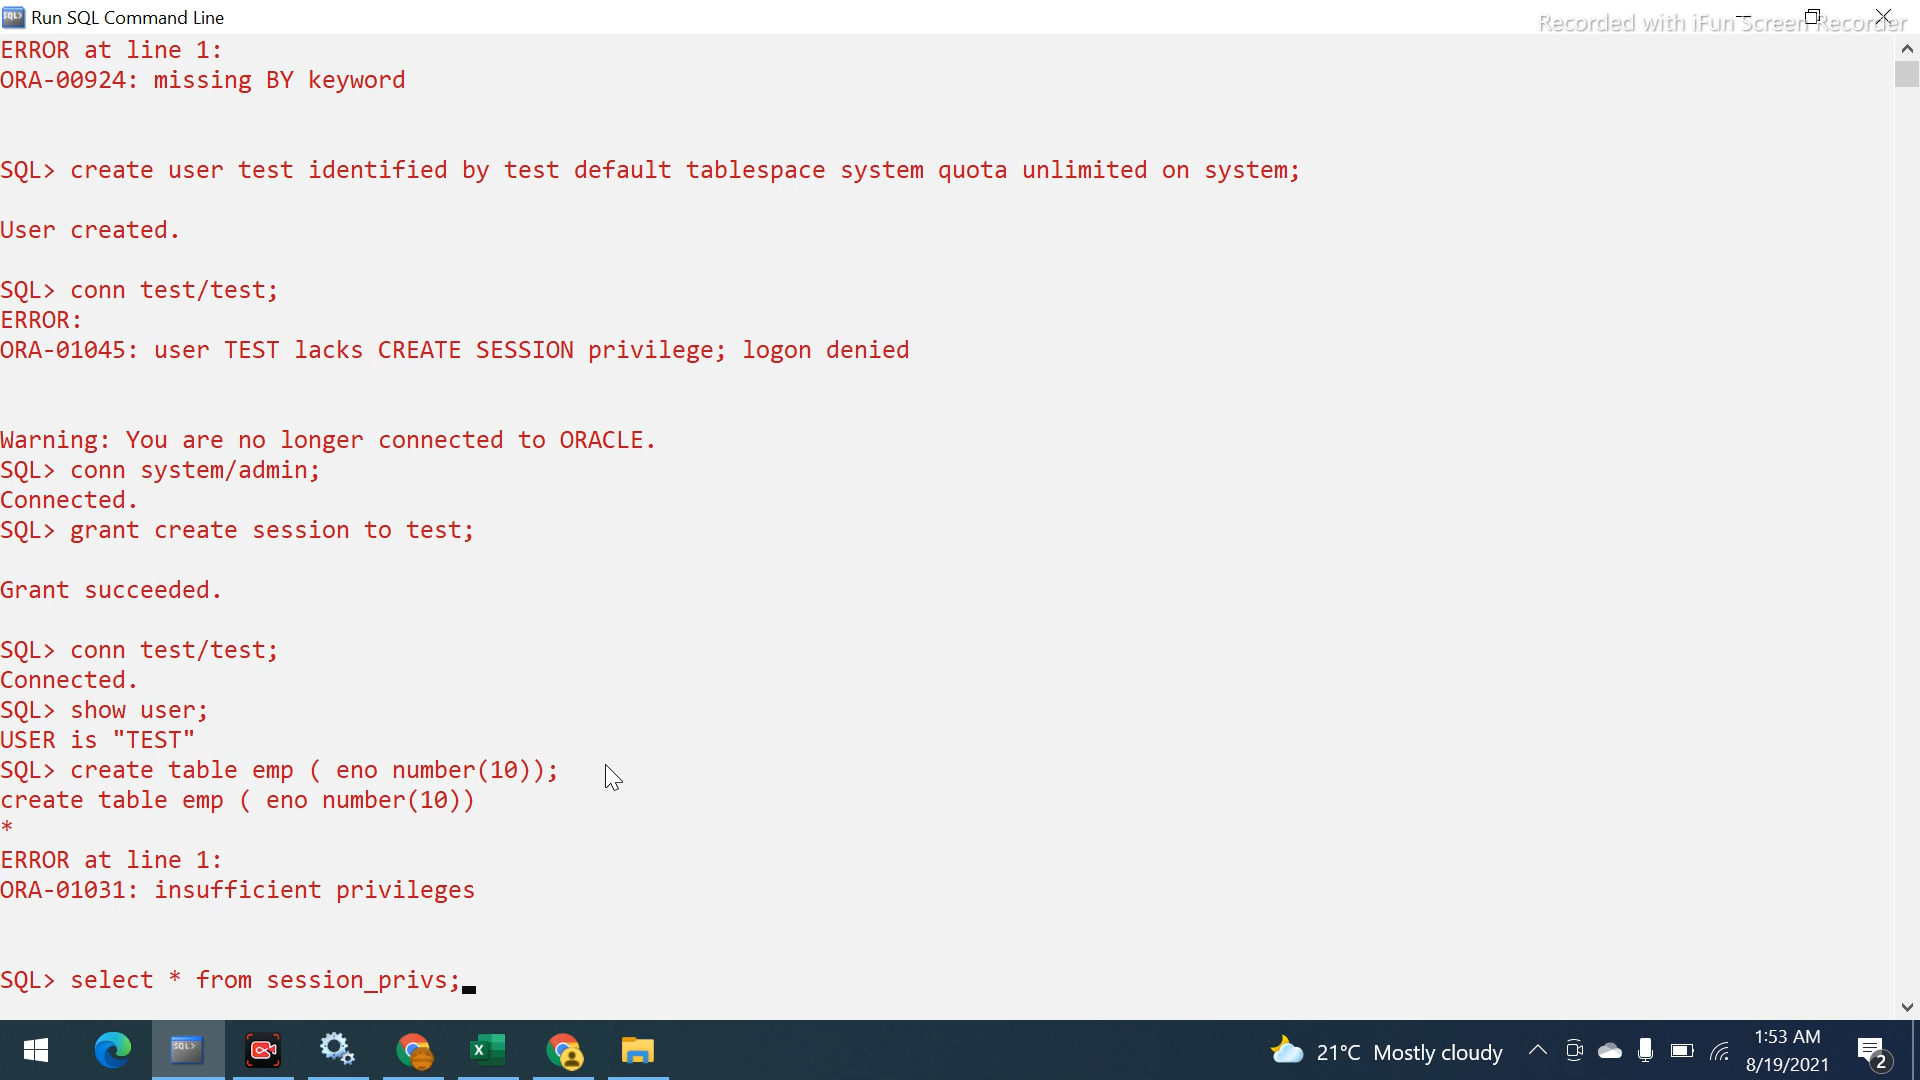 Run SQL Command Line
Recorded with iFun Screen Recorder
ERROR at line 1:
ORA-00924: missing BY keyword
SQL> create user test identified by test default tablespace system quota unlimited on system;
User created.
SQL> conn test/test;
ERROR:
ORA-01045: user TEST lacks CREATE SESSION privilege; logon denied
Warning: You are no longer connected to ORACLE.
SQL> conn system/admin;
Connected.
SQL> grant create session to test;
Grant succeeded.
SQL> conn test/test;
Connected.
SQL> show user;
USER is "TEST"
SQL> create table emp ( eno number(10));
create table emp ( eno number(10))
*
ERROR at line 1:
ORA-01031: insufficient privileges
SQL> select * from session_privs;
21°C Mostly cloudy
1:53 AM
8/19/2021
2